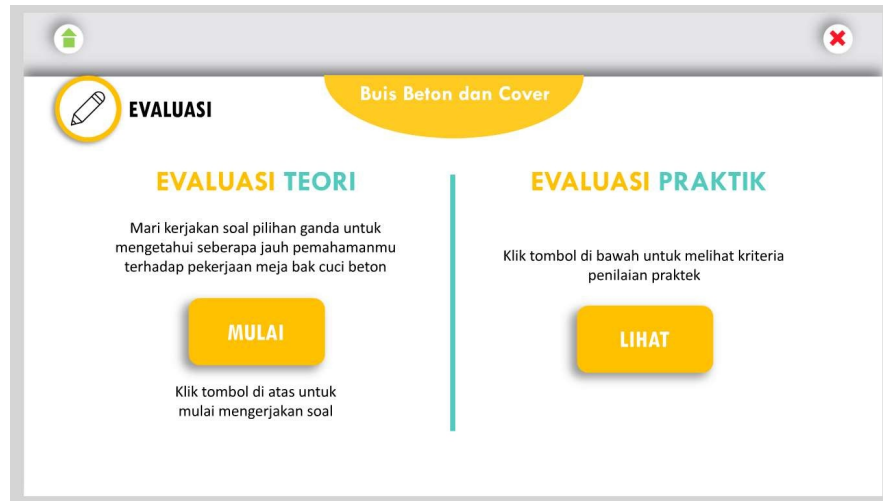 Buis Beton dan Cover
EVALUASI
EVALUASI TEORI
Mari kerjakan soal pilihan ganda untuk
mengetahui seberapa jauh pemahamanmu
terhadap pekerjaan meja bak cuci beton
MULAI
Klik tombol di atas untuk
mulai mengerjakan soal
EVALUASI PRAKTIK
Klik tombol di bawah untuk melihat kriteria
penilaian praktek
LIHAT